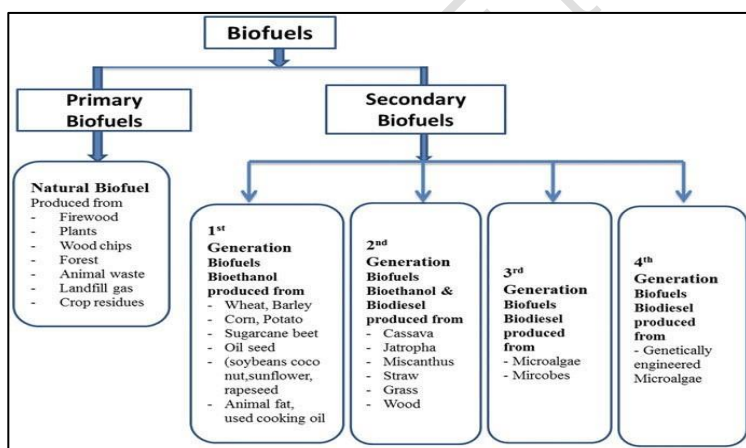 Biofuels
Primary
Biofuels
Secondary
Biofuels
Natural Biofuel
Produced from
- Firewood
- Plants
- Wood chips
- Forest
- Animal waste
- Landfill gas
- Crop residues
1st
Generation
Biofuels
Bioethanol
produced from
- Wheat, Barley
- Corn, Potato
- Sugarcane beet
- Oil seed
- (soybeans coco
nut,sunflower,
rapeseed
- Animal fat,
used cooking oil
2nd
Generation
Biofuels
Bioethanol &
Biodiesel
produced from
- Cassava
- Jatropha
- Miscanthus
- Straw
- Grass
- Wood
3rd
Generation
Biofuels
Biodiesel
produced
from
- Microalgae
- Mircobes
4th
Generation
Biofuels
Biodiesel
produced
from
- Genetically
engineered
Microalgae